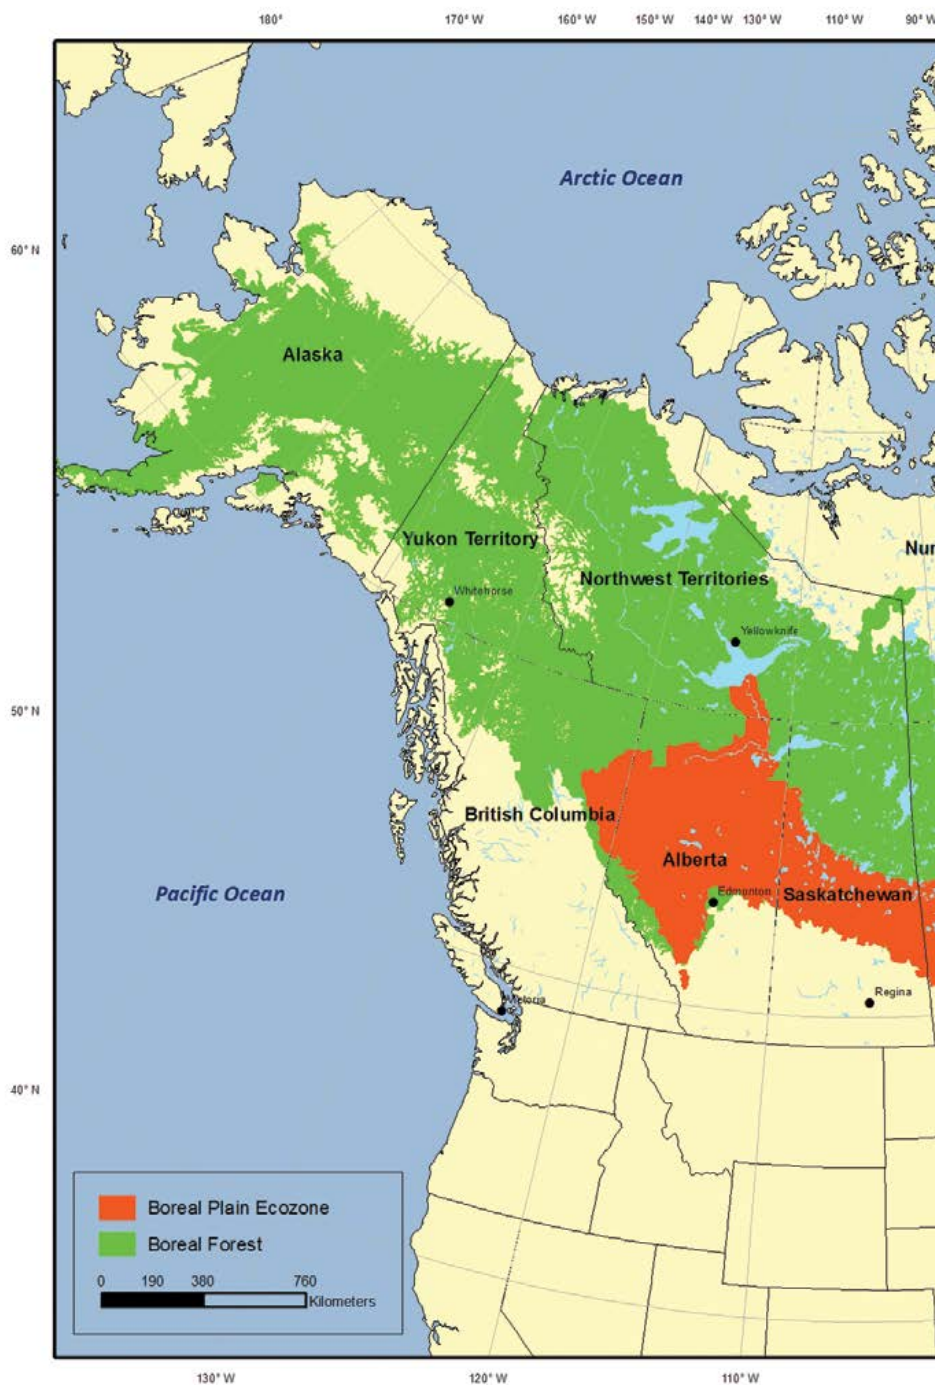 180° 170° W 160° W 150° W 140° W 130° W 110° W 90° W
Arctic Ocean
60° N
Alaska
Yukon Territory
Nur
Northwest Territories
Whitehorse
Yellowknife
50° N
British Columbia
Alberta
Pacific Ocean
Edmonton
Saskatchewan
Regina
Victoria
40° N
Boreal Plain Ecozone
Boreal Forest
0 190 380 760
Kilometers
130° W 120° W 110° W